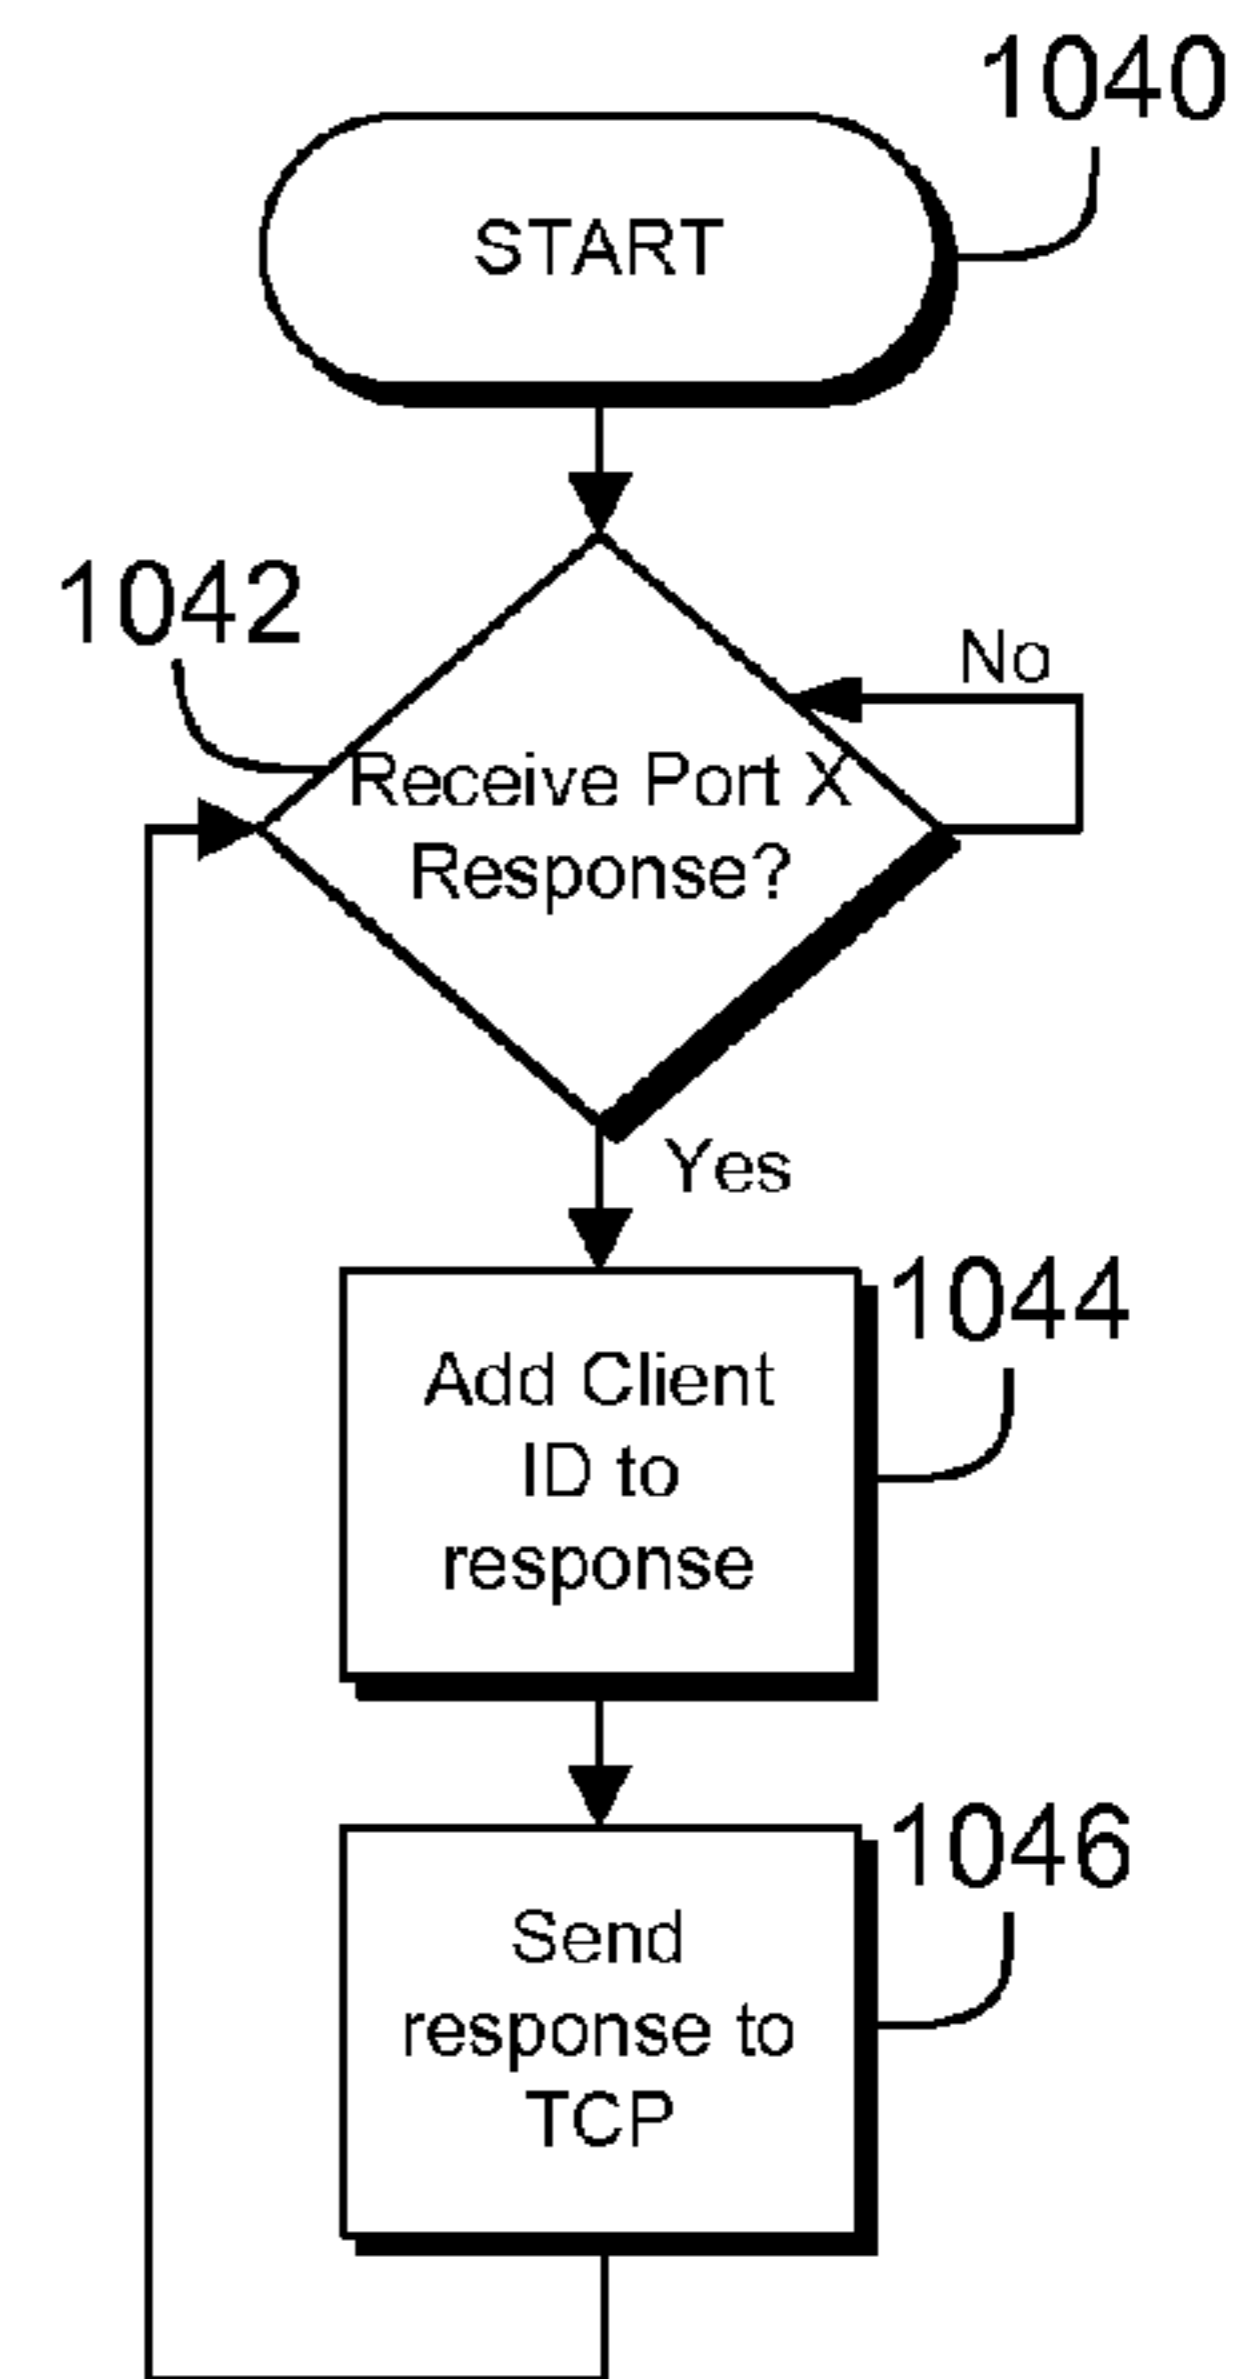 1040
START
1042
No
Receive Port X
Response?
Yes
1044
Add Client
ID to
response
1046
Send
response to
TCP